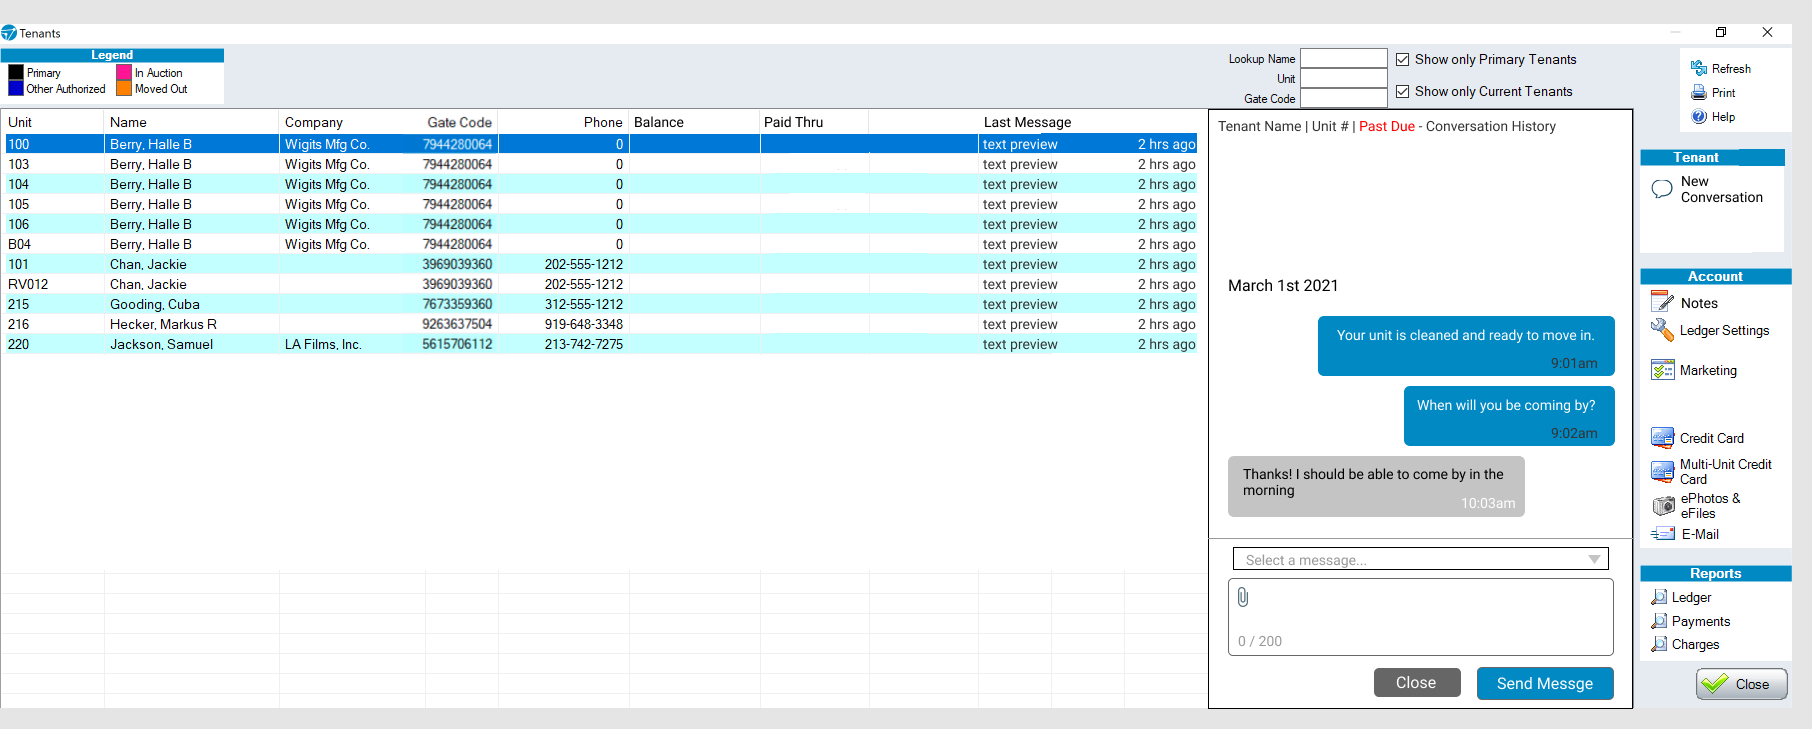 Tenants
Legend
Primary
In Auction
Other Authorized
Moved Out
Lookup Name
Show only Primary Tenants
Unit
Gate Code
Show only Current Tenants
Refresh
Print
Help
Unit Name Company Gate Code Phone Balance Paid Thru Last Message
100 Berry, Halle B Wigits Mfg Co. 7944280064 0 text preview 2 hrs ago
103 Berry, Halle B Wigits Mfg Co. 7944280064 0 text preview 2 hrs ago
104 Berry, Halle B Wigits Mfg Co. 7944280064 0 text preview 2 hrs ago
105 Berry, Halle B Wigits Mfg Co. 7944280064 0 text preview 2 hrs ago
106 Berry, Halle B Wigits Mfg Co. 7944280064 0 text preview 2 hrs ago
B04 Berry, Halle B Wigits Mfg Co. 7944280064 0 text preview 2 hrs ago
101 Chan, Jackie 3969039360 202-555-1212 text preview 2 hrs ago
RV012 Chan, Jackie 3969039360 202-555-1212 text preview 2 hrs ago
215 Gooding, Cuba 7673359360 312-555-1212 text preview 2 hrs ago
216 Hecker, Markus R 9263637504 919-648-3348 text preview 2 hrs ago
220 Jackson, Samuel LA Films, Inc. 5615706112 213-742-7275 text preview 2 hrs ago
Tenant Name | Unit # | Past Due - Conversation History
March 1st 2021
Your unit is cleaned and ready to move in.
9:01am
When will you be coming by?
9:02am
Thanks! I should be able to come by in the
morning
10:03am
Select a message...
0 / 200
Close
Send Messge
Tenant
New
Conversation
Account
Notes
Ledger Settings
Marketing
Credit Card
Multi-Unit Credit
Card
ePhotos &
eFiles
E-Mail
Reports
Ledger
Payments
Charges
Close